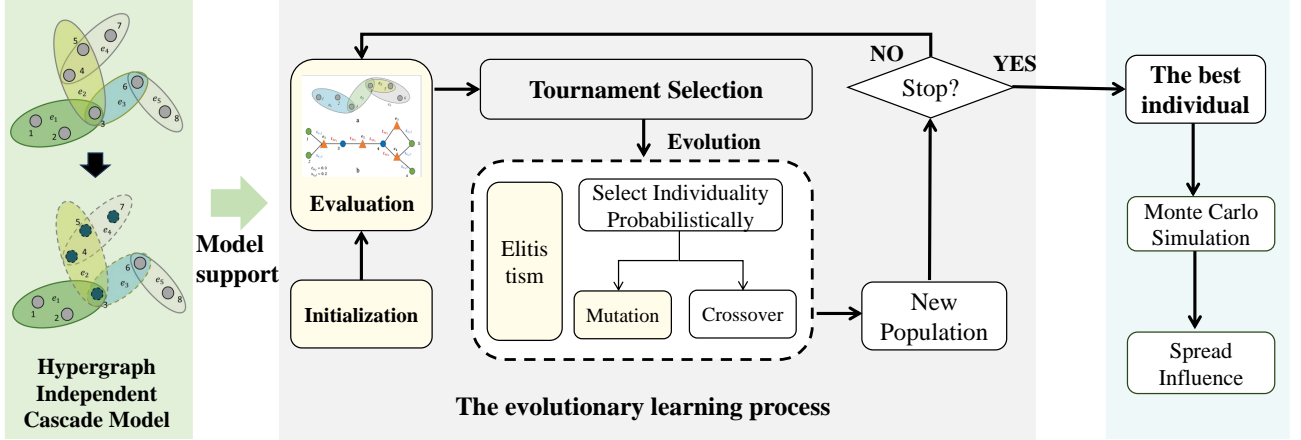 7
5
e4
4
e2
6
e3
e5
e1
1
2
3
8
7
5
e4
4
e2
6
e3
e5
e1
1
2
3
8
Hypergraph
Independent
Cascade Model
Model
support
a
b
Evaluation
Initialization
Tournament Selection
Evolution
Elitis
tism
Select Individuality
Probabilistically
Mutation
Crossover
New
Population
Stop?
NO
YES
The evolutionary learning process
The best
individual
Monte Carlo
Simulation
Spread
Influence